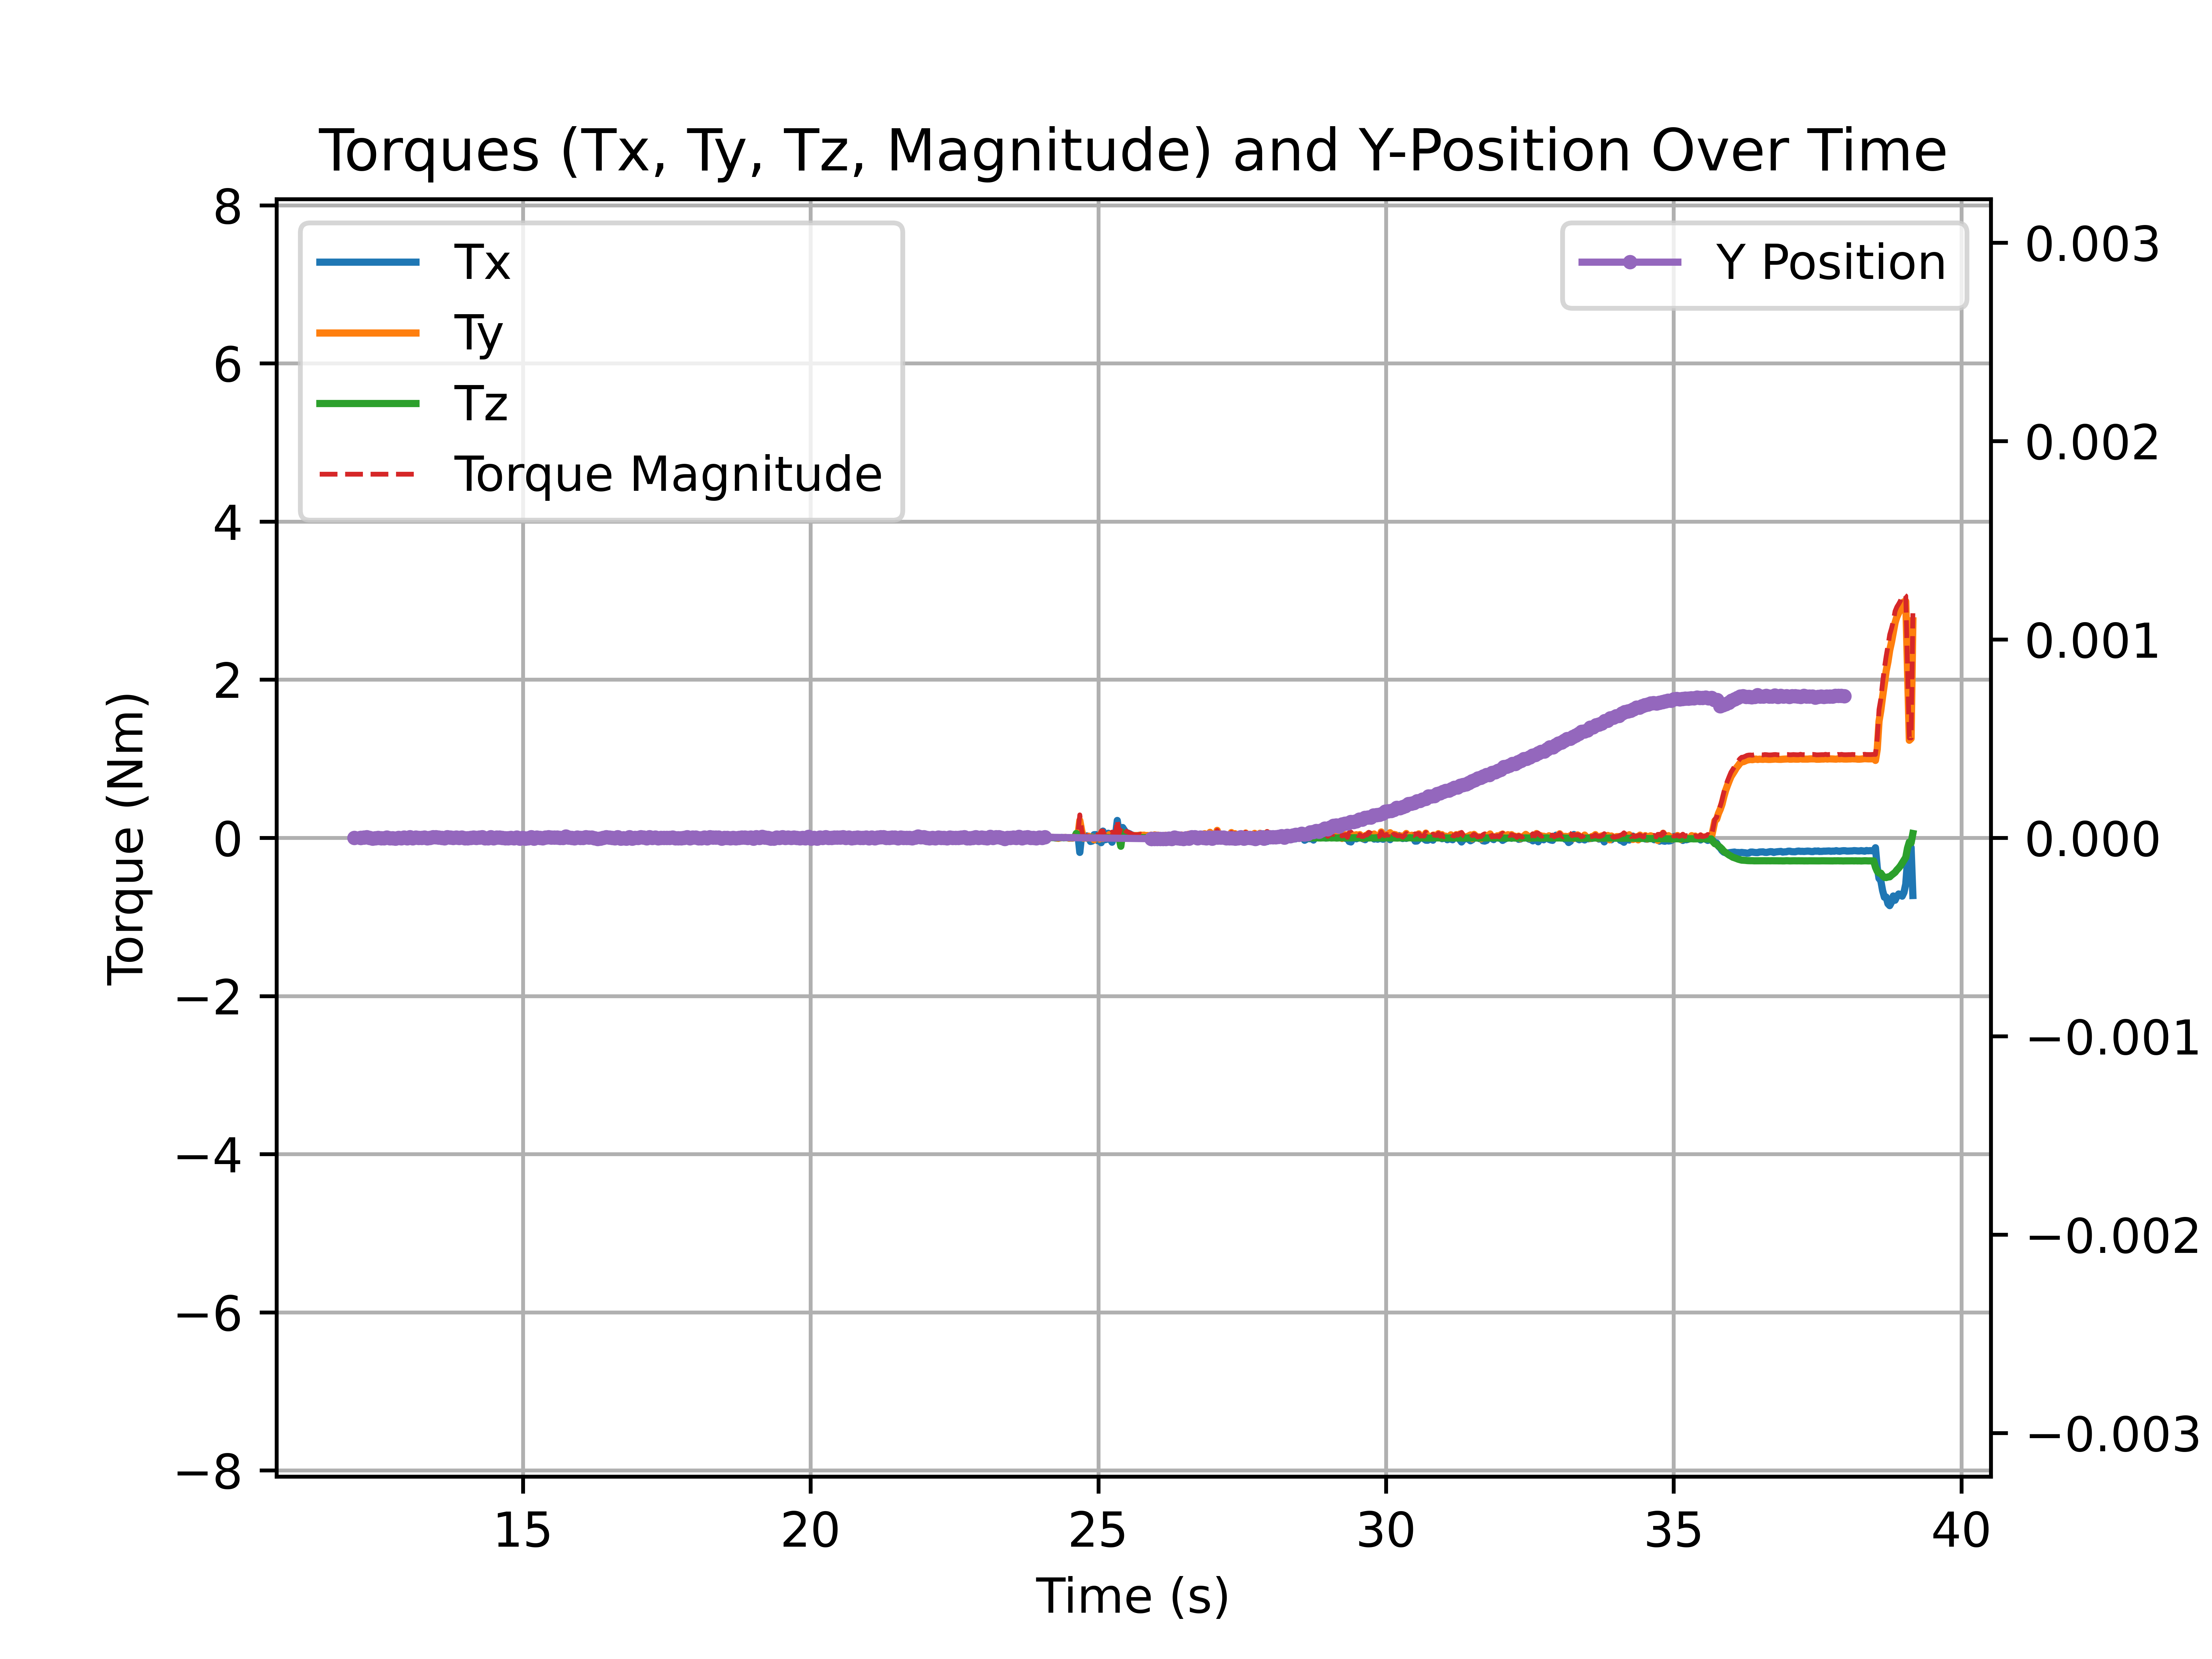 Torques (Tx, Ty, Tz, Magnitude) and Y-Position Over Time
Tx
Ty
Tz
Torque Magnitude
Y Position
8
6
4
2
0
−2
−4
−6
−8
Torque (Nm)
0.003
0.002
0.001
0.000
−0.001
−0.002
−0.003
15 20 25 30 35 40
Time (s)